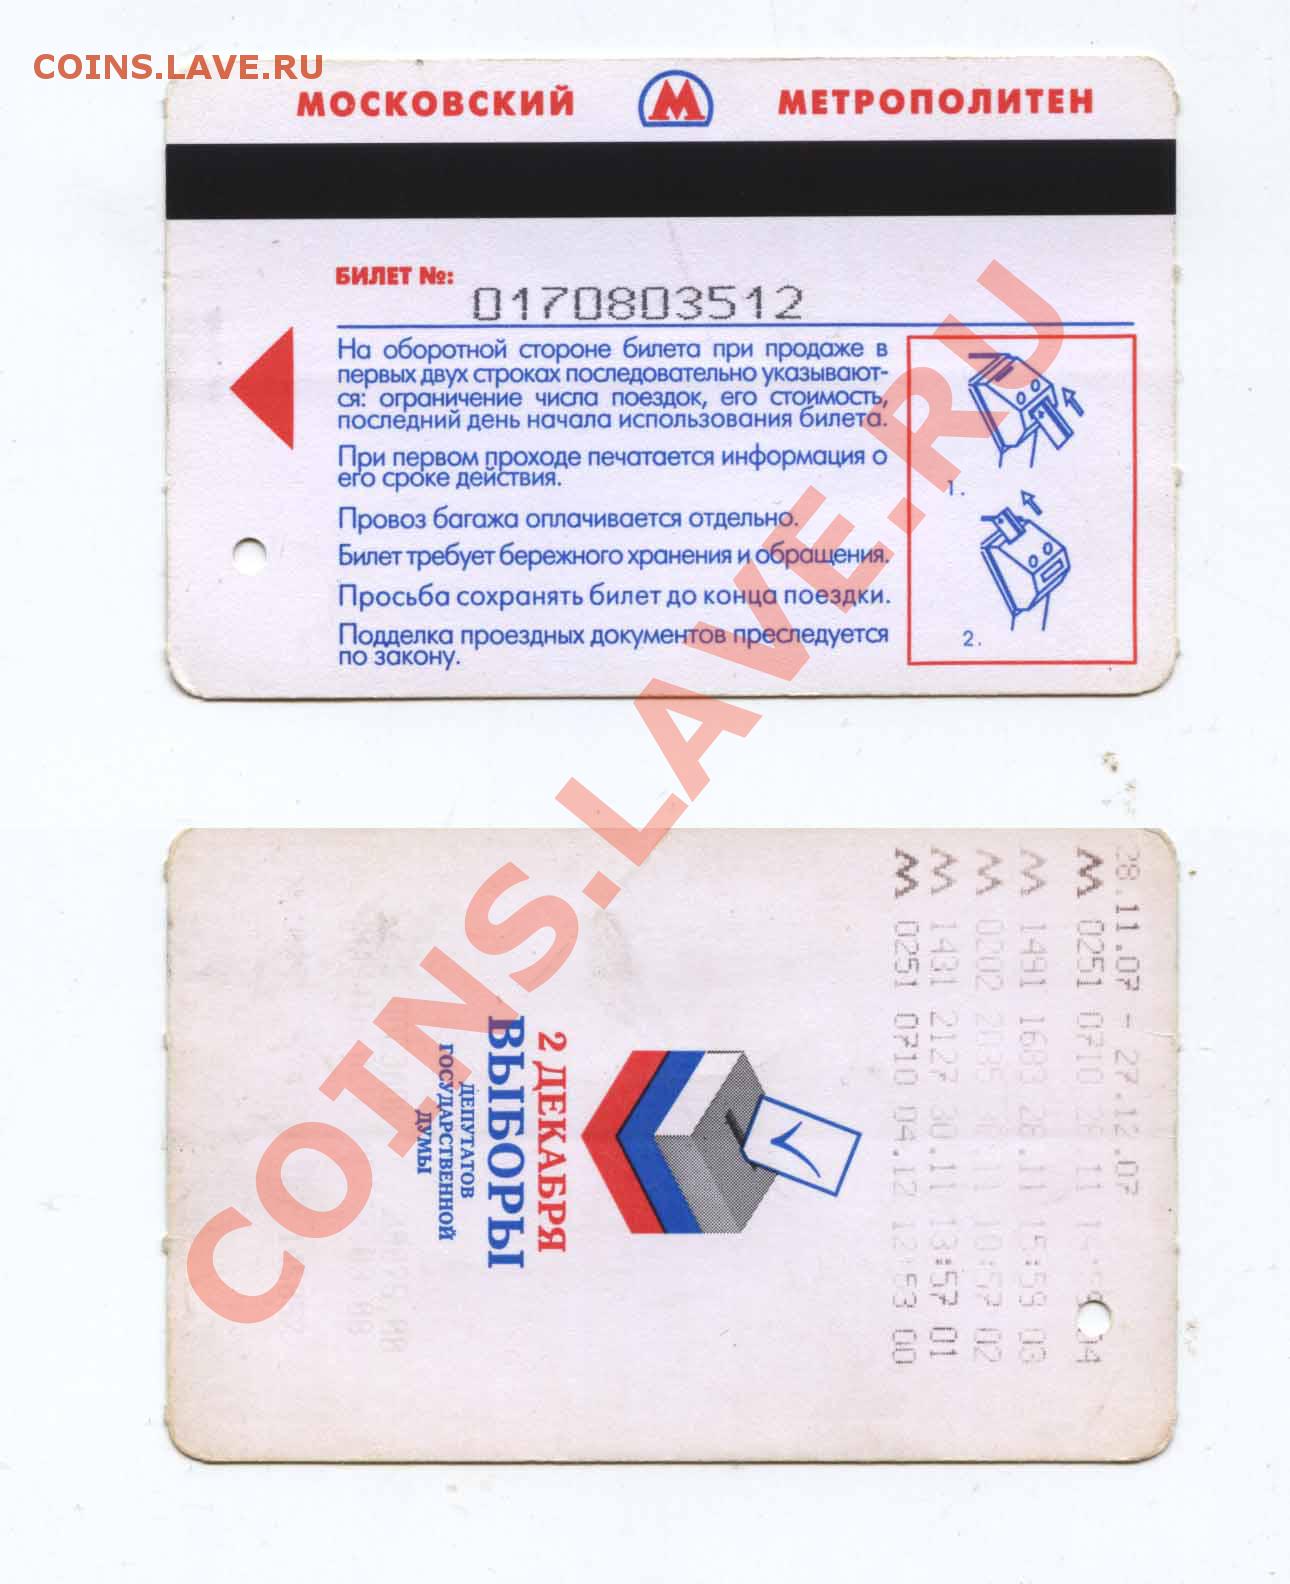 COINS.LAVE.RU
МОСКОВСКИЙ М МЕТРОПОЛИТЕН
БИЛЕТ №:
0170803512
На оборотной стороне билета при продаже в
первых двух строках последовательно указывают-
ся: ограничение числа поездок, его стоимость,
последний день начала использования билета.
При первом проходе печатается информация о
его сроке действия.
Провоз багажа оплачивается отдельно.
Билет требует бережного хранения и обращения.
Просьба сохранять билет до конца поездки.
Подделка проездных документов преследуется
по закону.
1.
2.
COINS.LAVE.RU
28.11.07 - 27.12.07
М 0251 0710 28 11
М 1491 1683 28.11 15:59 03
М 0202 2035 18:57 02
М 1431 2127 30.11 13:57 01
М 0251 0710 04.12 12:53 00
2 ДЕКАБРЯ
ВЫБОРЫ
ДЕПУТАТОВ
ГОСУДАРСТВЕННОЙ
ДУМЫ